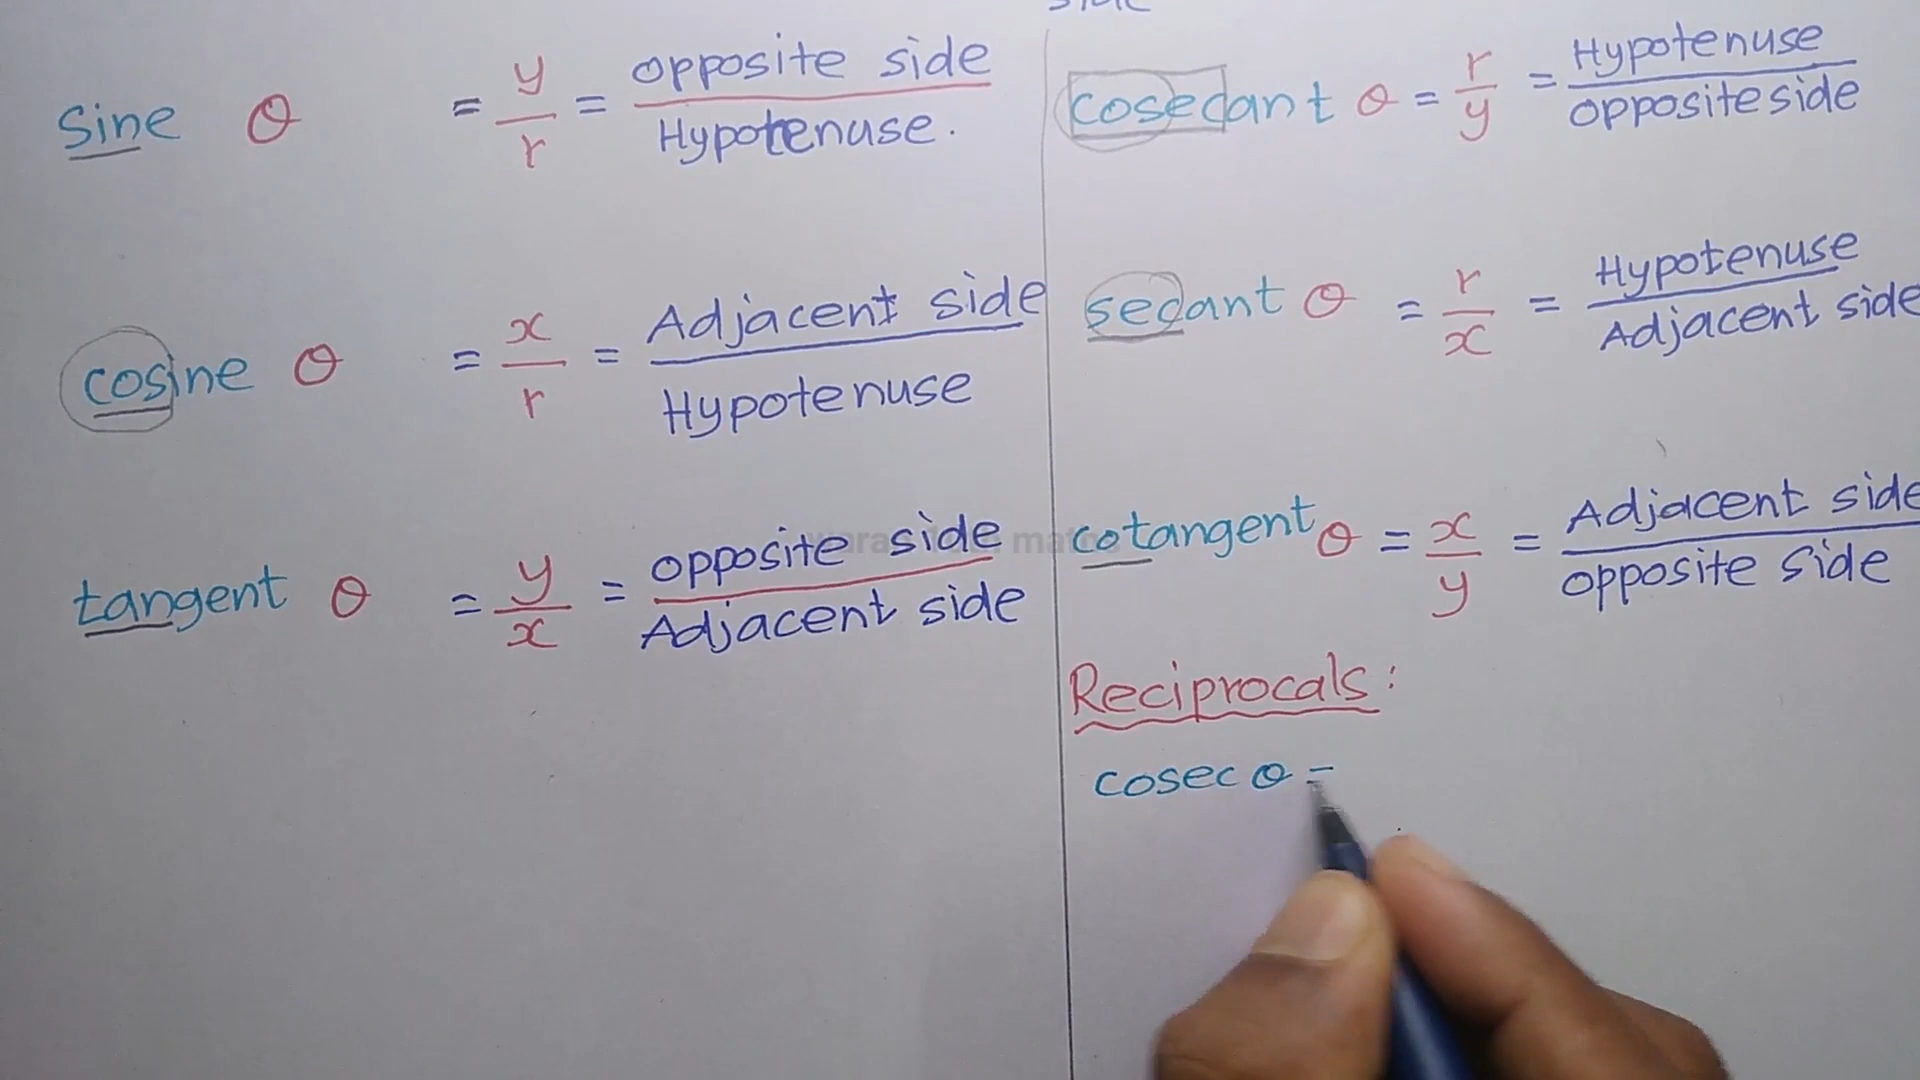 sine θ = y/r = opposite side / Hypotenuse.
cosine θ = x/r = Adjacent side / Hypotenuse
tangent θ = y/x = opposite side / Adjacent side
cosecant θ = r/y = Hypotenuse / opposite side
secant θ = r/x = Hypotenuse / Adjacent side
cotangent θ = x/y = Adjacent side / opposite side
Reciprocals:
cosec θ =